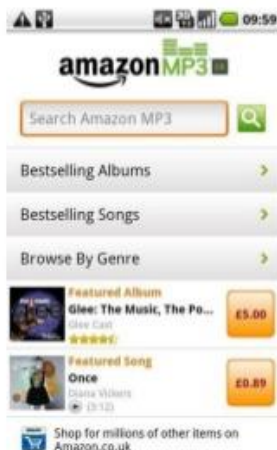 09:59
amazonMP3
Search Amazon MP3
Bestselling Albums
Bestselling Songs
Browse By Genre
Featured Album
Glee: The Music, The Po...
Glee Cast
£5.00
Featured Song
Once
Diana Vickers
(3:12)
£0.89
Shop for millions of other items on
Amazon.co.uk